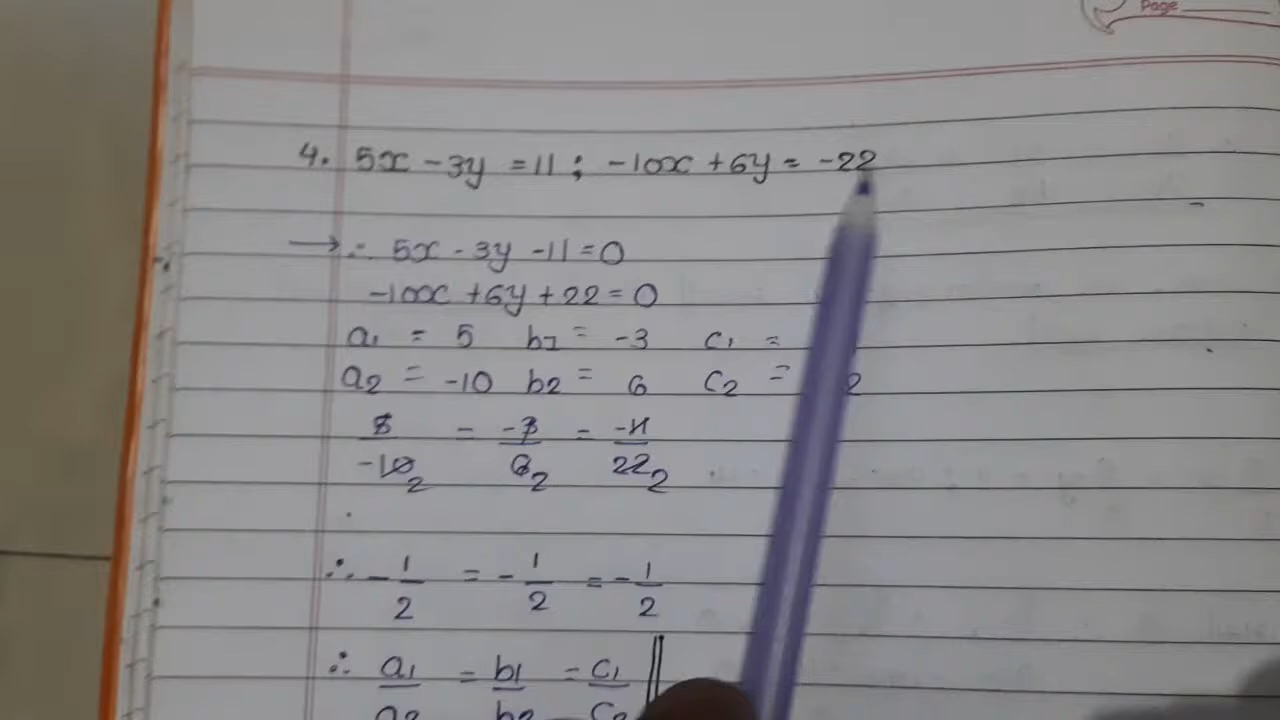 Page
4. 5x - 3y = 11 ; -10x + 6y = -22
→ ∴ 5x - 3y - 11 = 0
-10x + 6y + 22 = 0
a1 = 5 b1 = -3 c1 =
a2 = -10 b2 = 6 c2 = 2
5/-10 2 = -3/6 2 = -11/22 2
∴ -1/2 = -1/2 = -1/2
∴ a1/a2 = b1/b2 = c1/c2